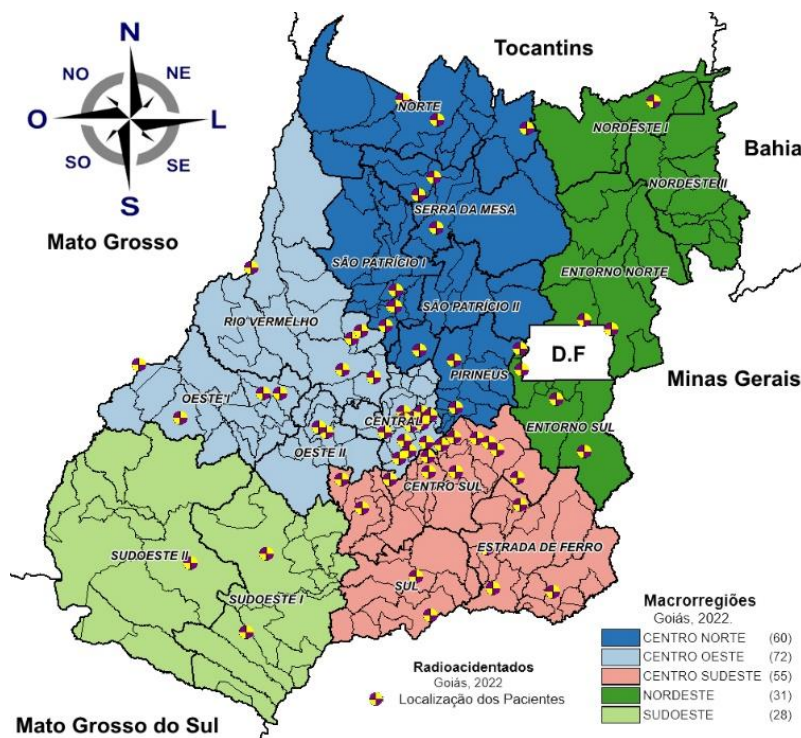 N
NO
NE
O
L
SO
SE
S
Tocantins
Bahia
Mato Grosso
Minas Gerais
Mato Grosso do Sul
NORTE
NORDESTE I
NORDESTE II
SERRA DA MESA
ENTORNO NORTE
SÃO PATRÍCIO I
SÃO PATRÍCIO II
RIO VERMELHO
D.F
PIRINEUS
OESTE I
CENTRAL
ENTORNO SUL
OESTE II
CENTRO SUL
ESTRADA DE FERRO
SUDOESTE II
SUDOESTE I
SUL
Radioacidentados
Goiás, 2022
Localização dos Pacientes
Macrorregiões
Goiás, 2022.
CENTRO NORTE (60)
CENTRO OESTE (72)
CENTRO SUDESTE (55)
NORDESTE (31)
SUDOESTE (28)